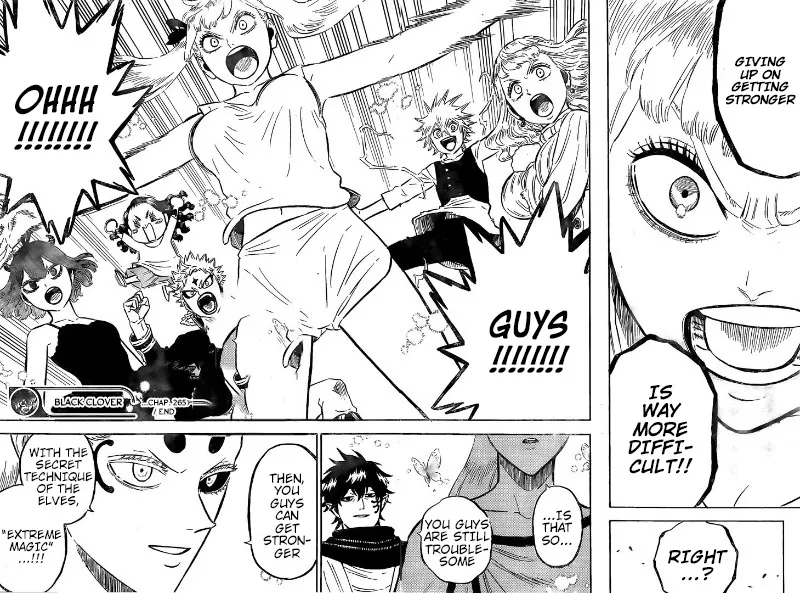 GIVING
UP ON
GETTING
STRONGER
IS
WAY
MORE
DIFFI-
CULT!!
RIGHT
...?
GUYS
!!!!!!!!
OHHH
!!!!!!!!
BLACK CLOVER
...CHAP. 265
/ END
...IS
THAT
SO...
YOU GUYS
ARE STILL
TROUBLE-
SOME
THEN,
YOU
GUYS
CAN
GET
STRON-
GER
WITH THE
SECRET
TECHNIQUE
OF THE
ELVES,
"EXTREME
MAGIC"
...!!!